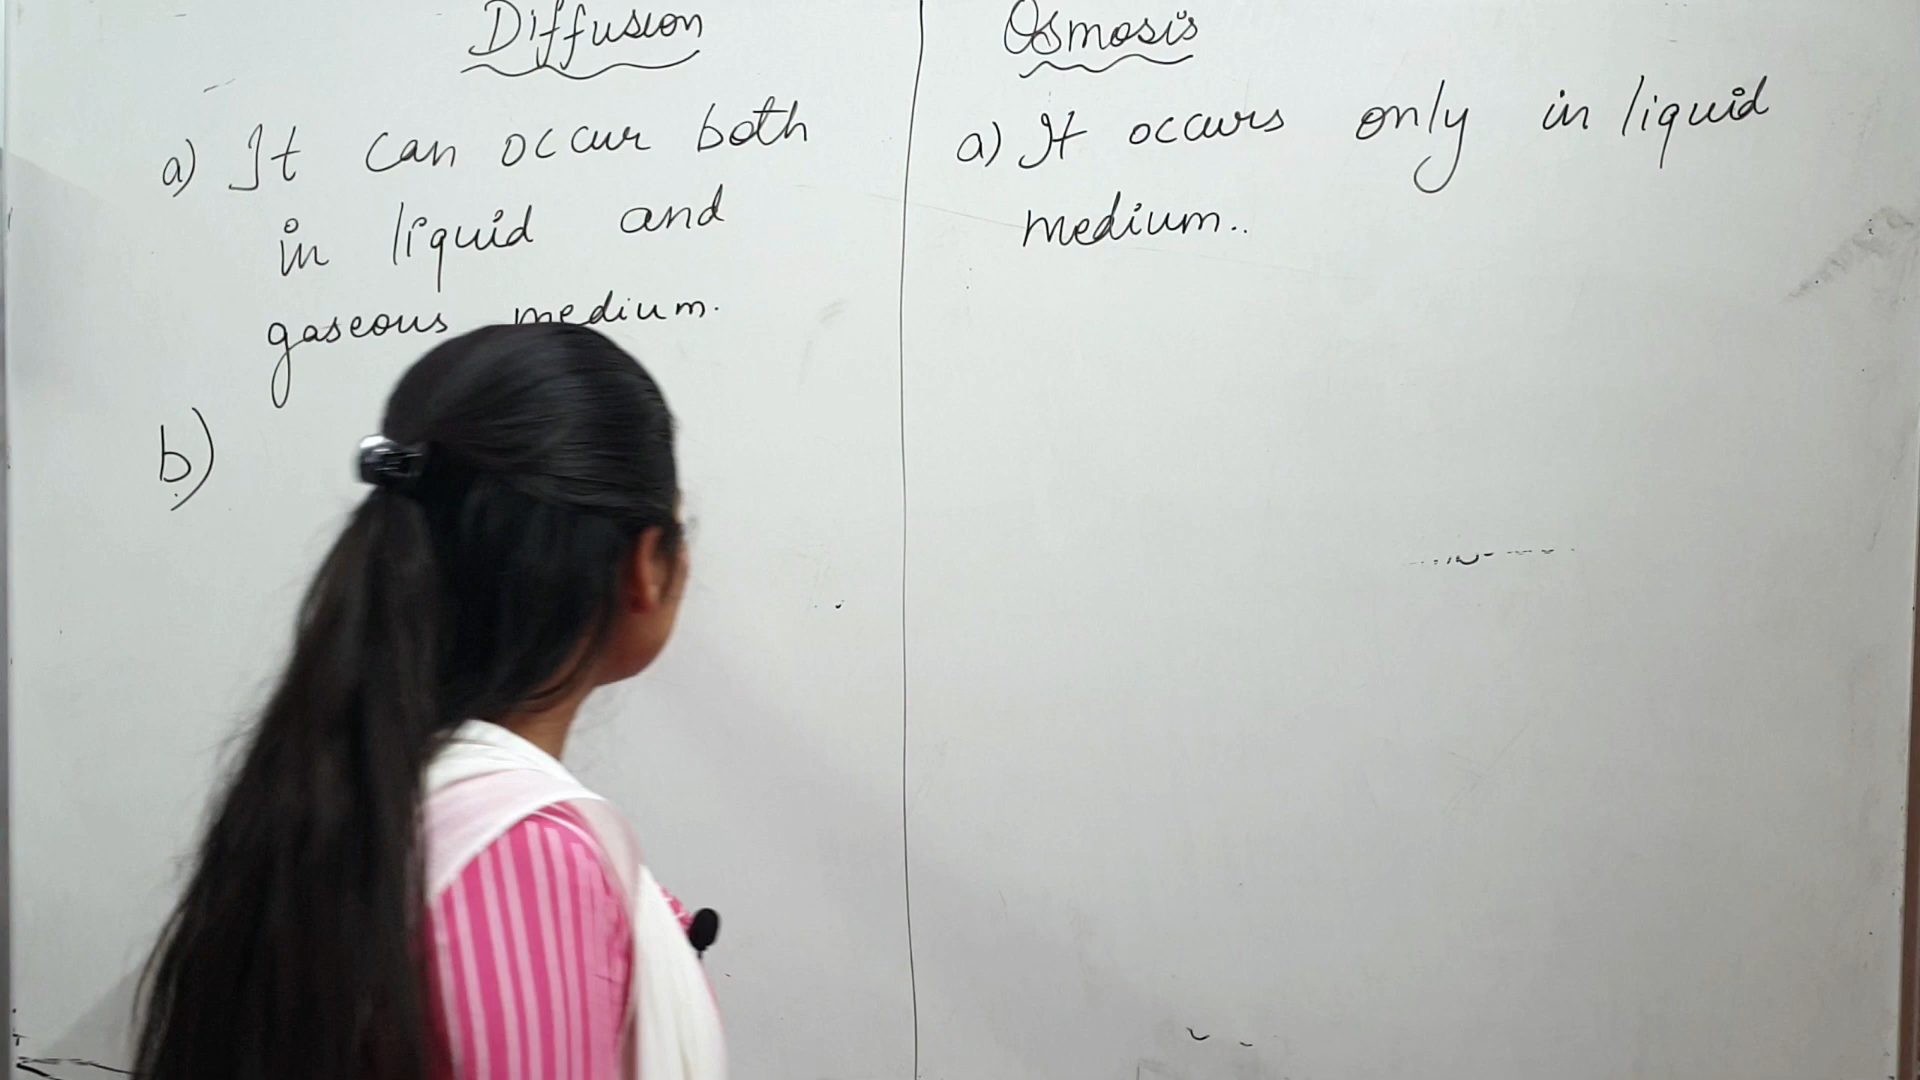 Diffusion
a) It can occur both
in liquid and
gaseous medium.
b)
Osmosis
a) It occurs only in liquid
medium..